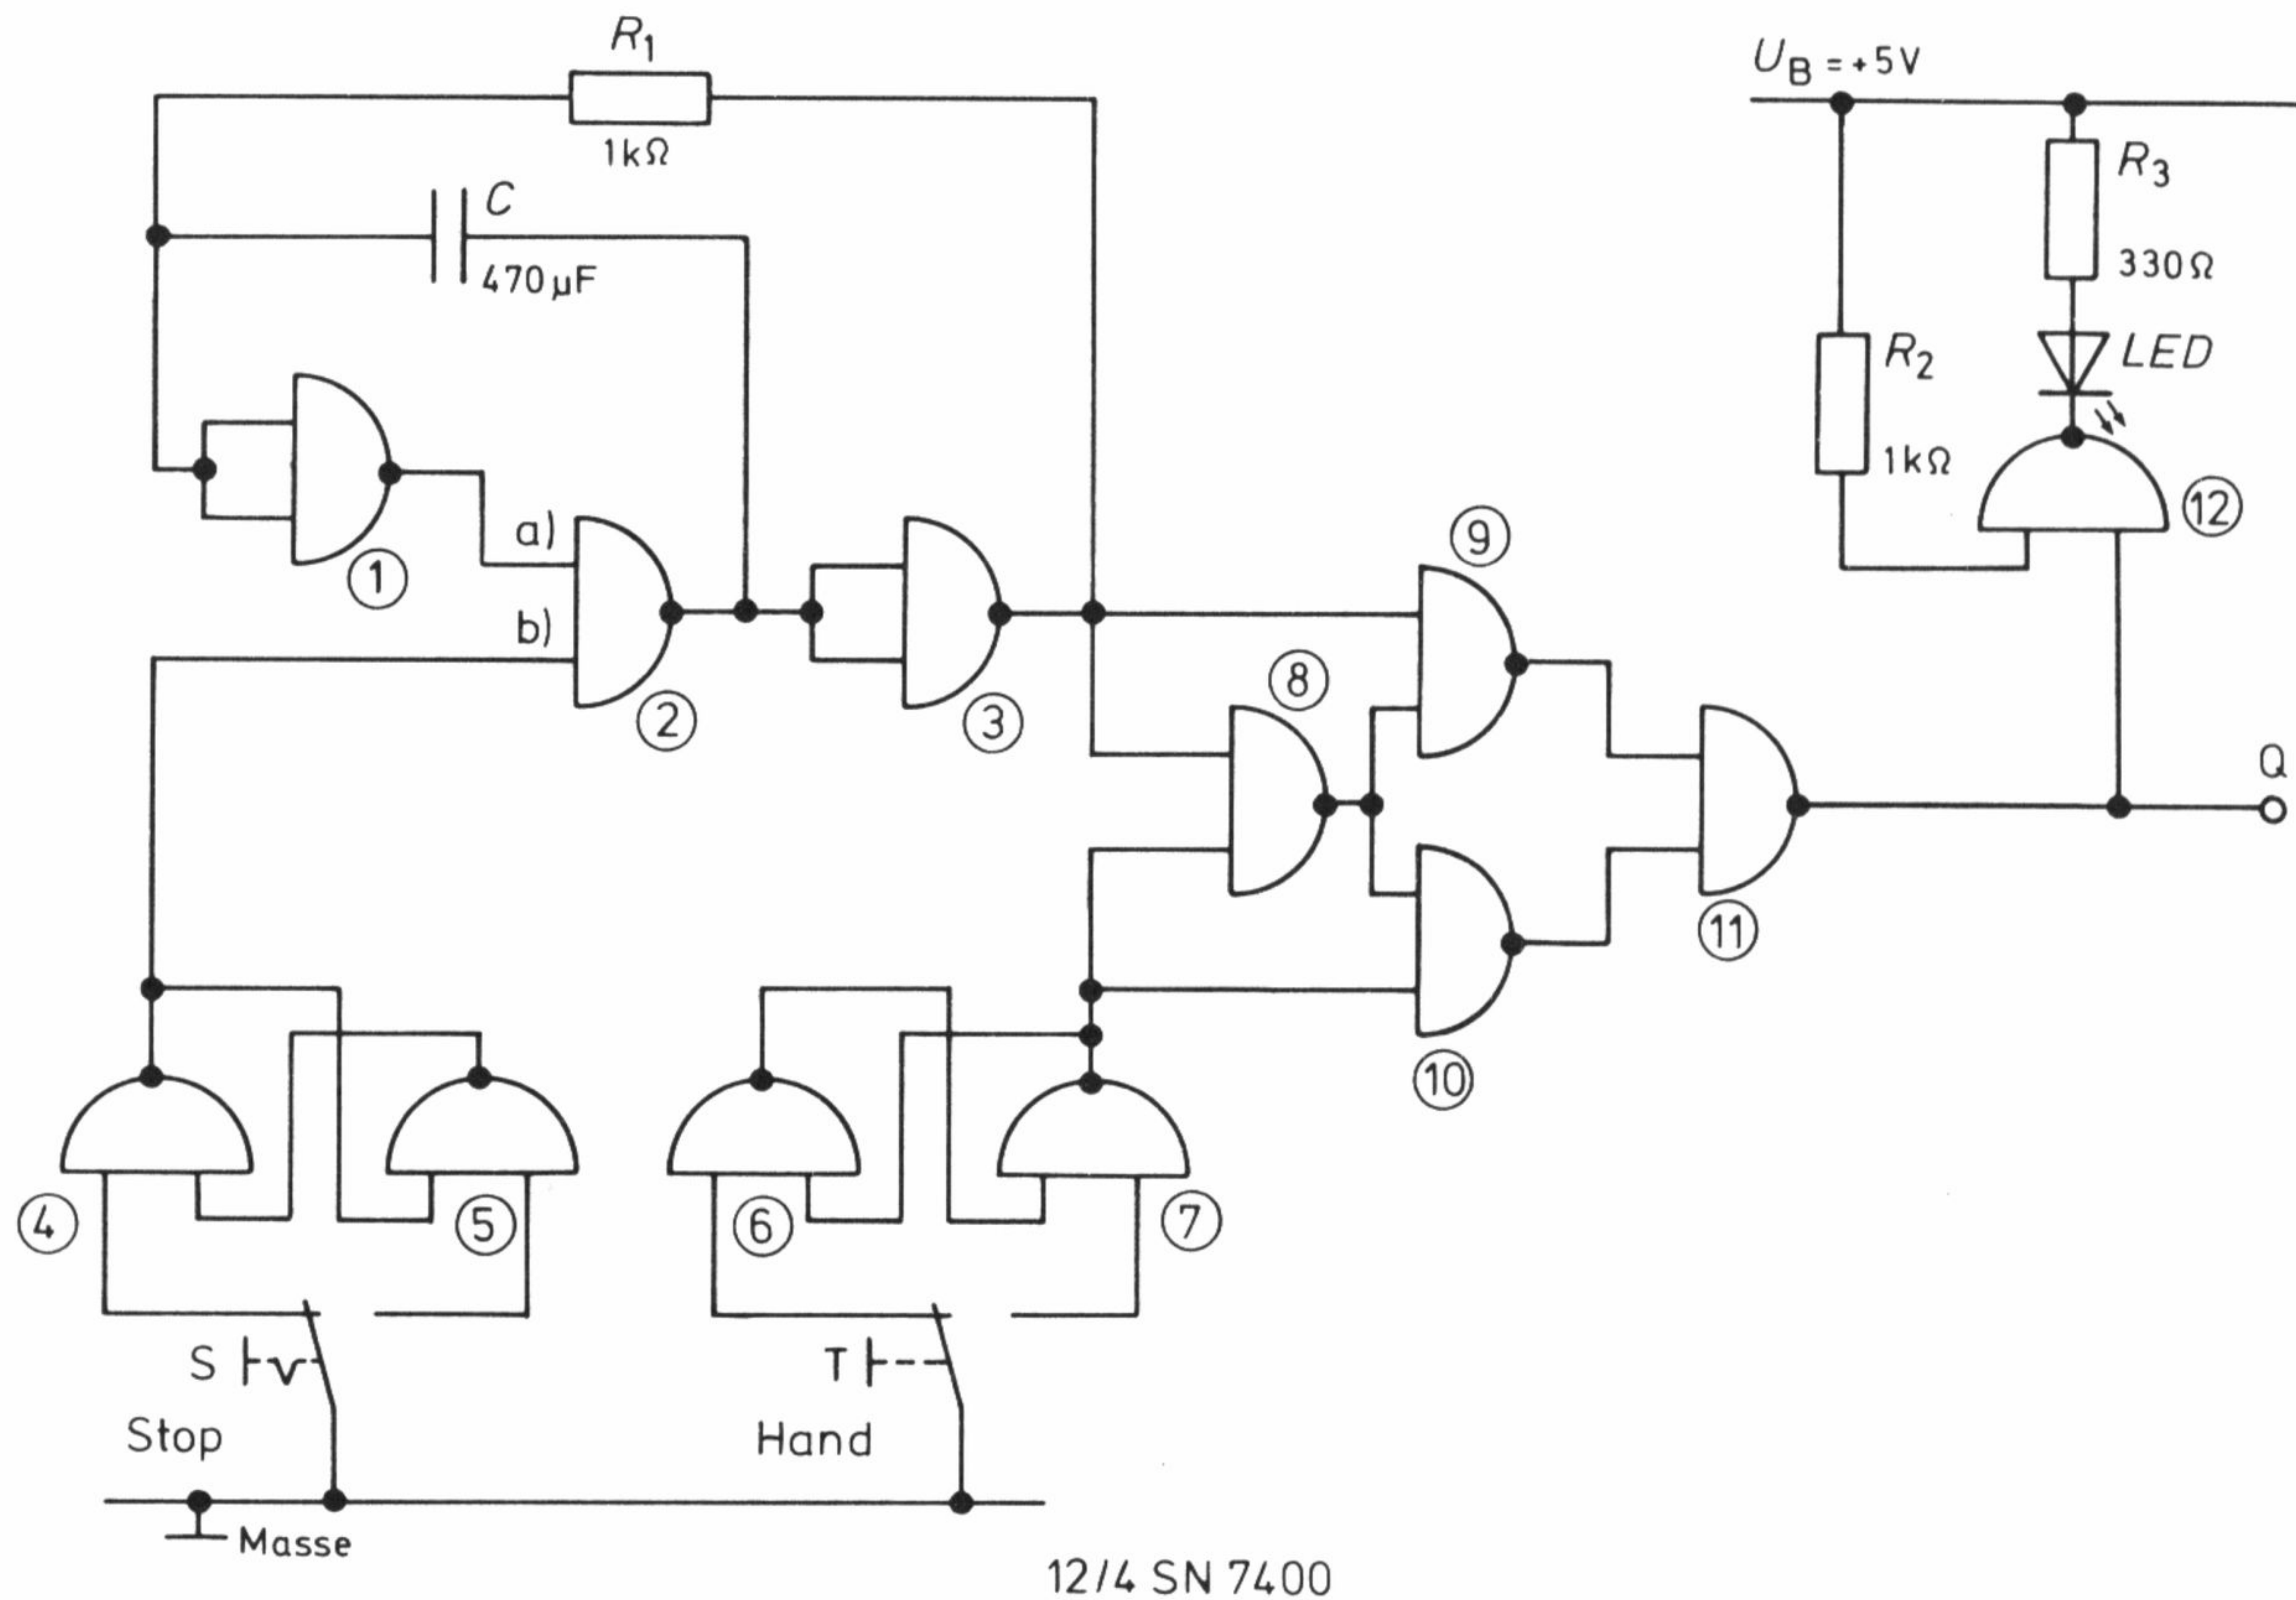 R1
1kΩ
C
470µF
UB = +5V
R3
330Ω
LED
R2
1kΩ
12
1
a)
b)
2
3
9
8
Q
11
10
4
5
6
7
S
T
Stop
Hand
Masse
12/4 SN 7400